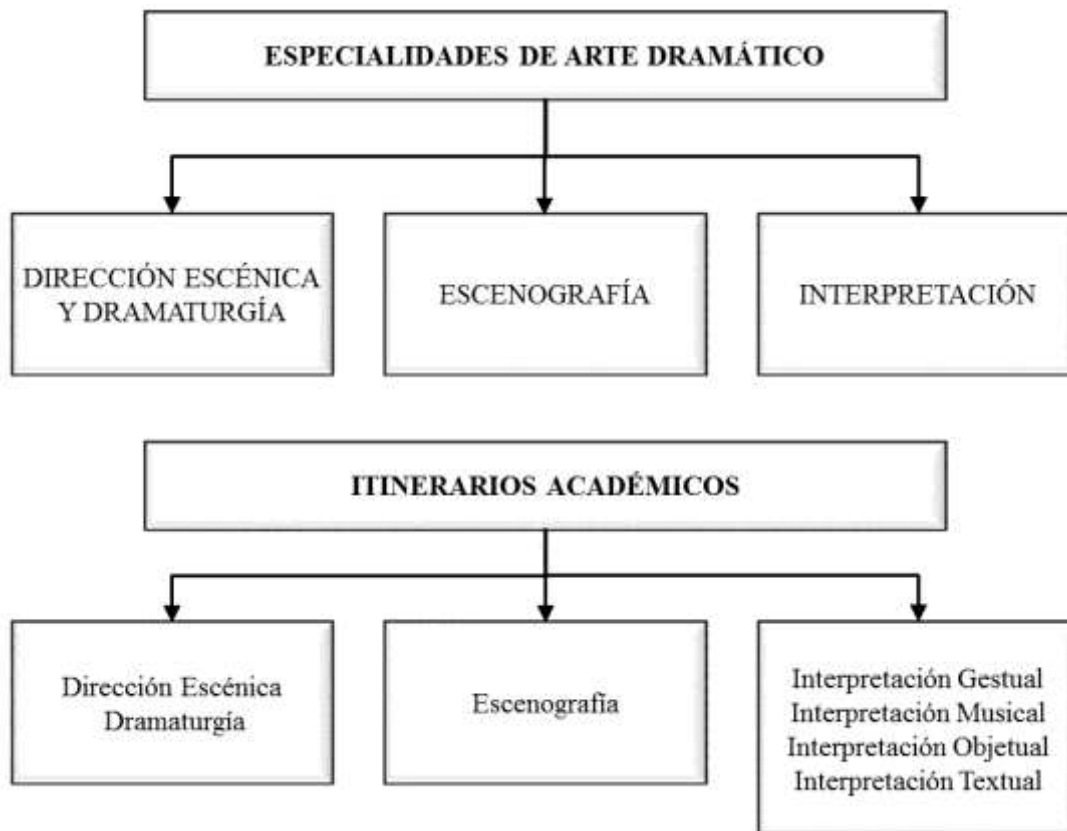 ESPECIALIDADES DE ARTE DRAMÁTICO
DIRECCIÓN ESCÉNICA
Y DRAMATURGÍA
ESCENOGRAFÍA
INTERPRETACIÓN
ITINERARIOS ACADÉMICOS
Dirección Escénica
Dramaturgía
Escenografía
Interpretación Gestual
Interpretación Musical
Interpretación Objetual
Interpretación Textual